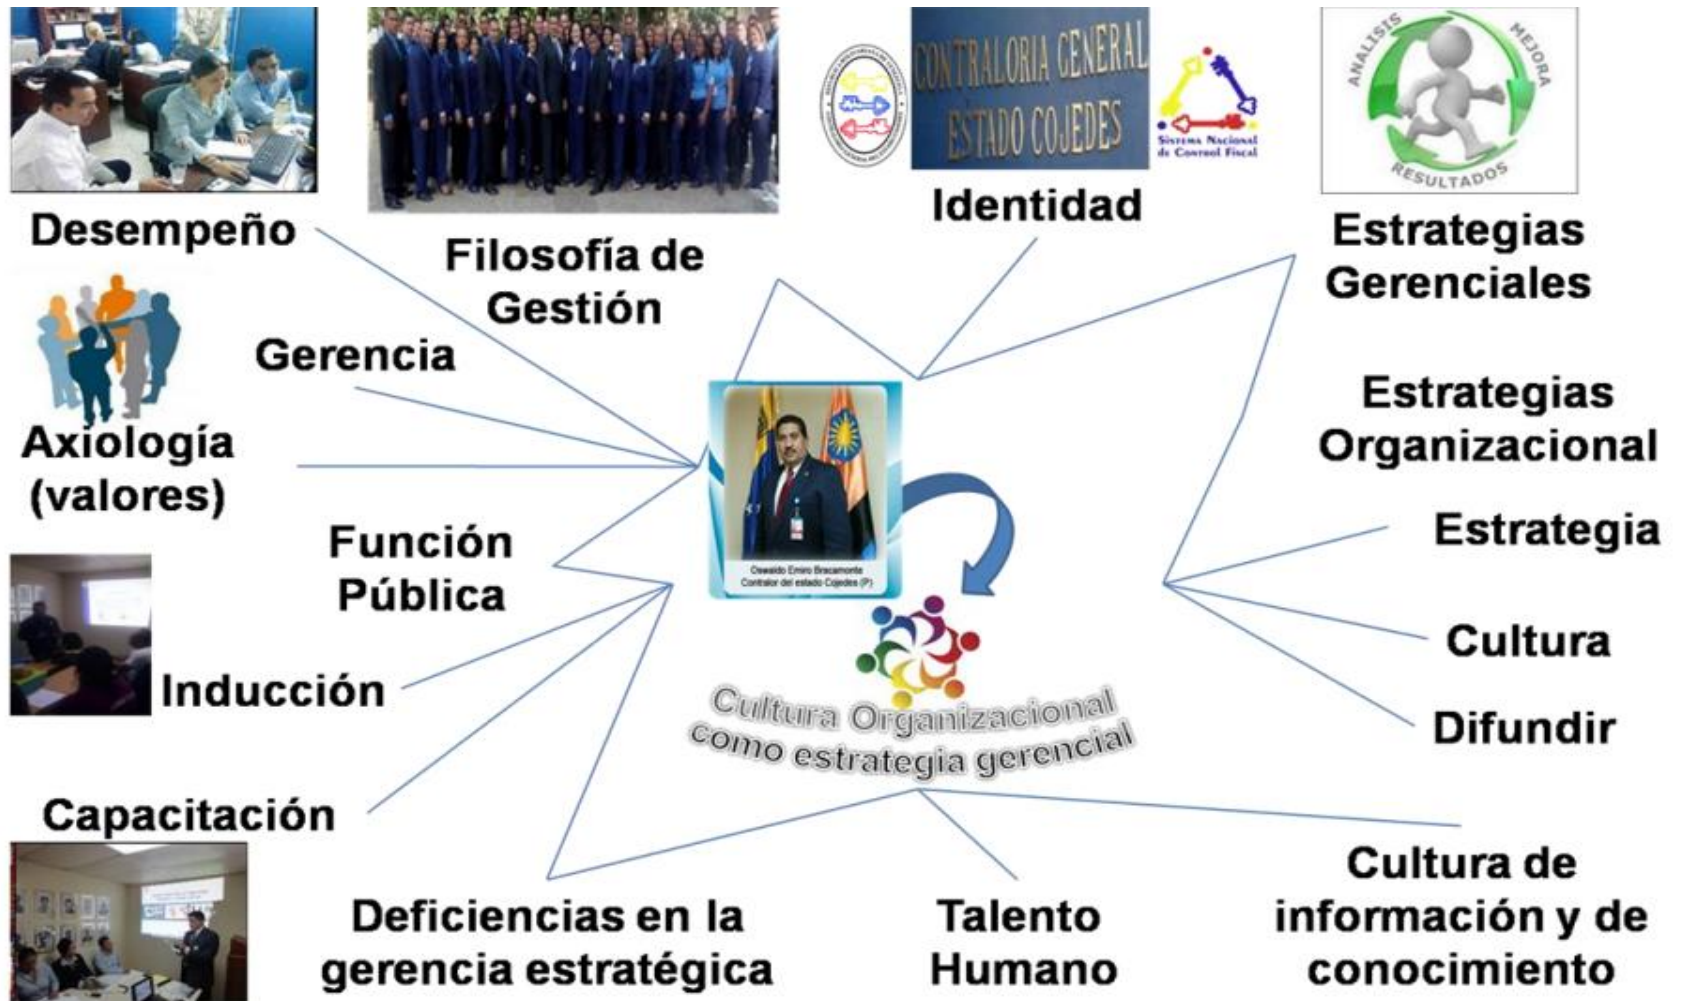 CONTRALORIA GENERAL
ESTADO COJEDES
SISTEMA NACIONAL
de CONTROL FISCAL
ANALISIS
MEJORA
RESULTADOS
Desempeño
Filosofía de
Gestión
Identidad
Estrategias
Gerenciales
Gerencia
Axiología
(valores)
Estrategias
Organizacional
Función
Pública
Oswaldo Emiro Bracamonte
Contralor del estado Cojedes (P)
Estrategia
Inducción
Cultura
Cultura Organizacional
como estrategia gerencial
Difundir
Capacitación
Deficiencias en la
gerencia estratégica
Talento
Humano
Cultura de
información y de
conocimiento